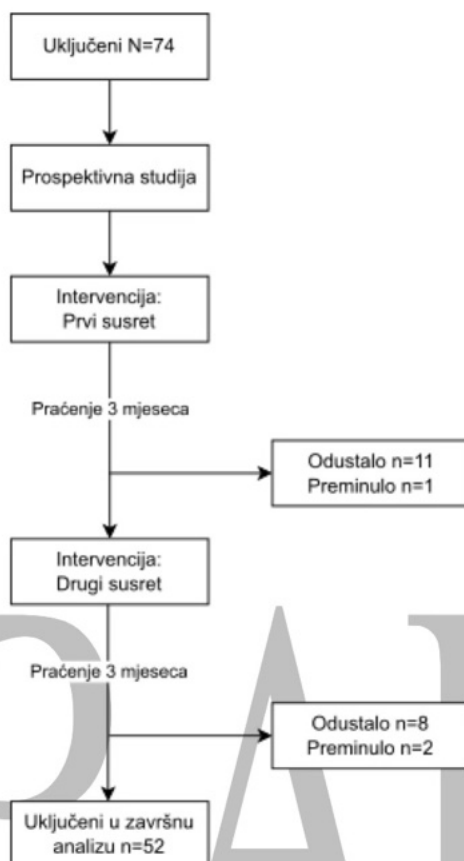 Uključeni N=74
Prospektivna studija
Intervencija:
Prvi susret
Praćenje 3 mjeseca
Odustalo n=11
Preminulo n=1
Intervencija:
Drugi susret
Praćenje 3 mjeseca
Odustalo n=8
Preminulo n=2
Uključeni u završnu
analizu n=52